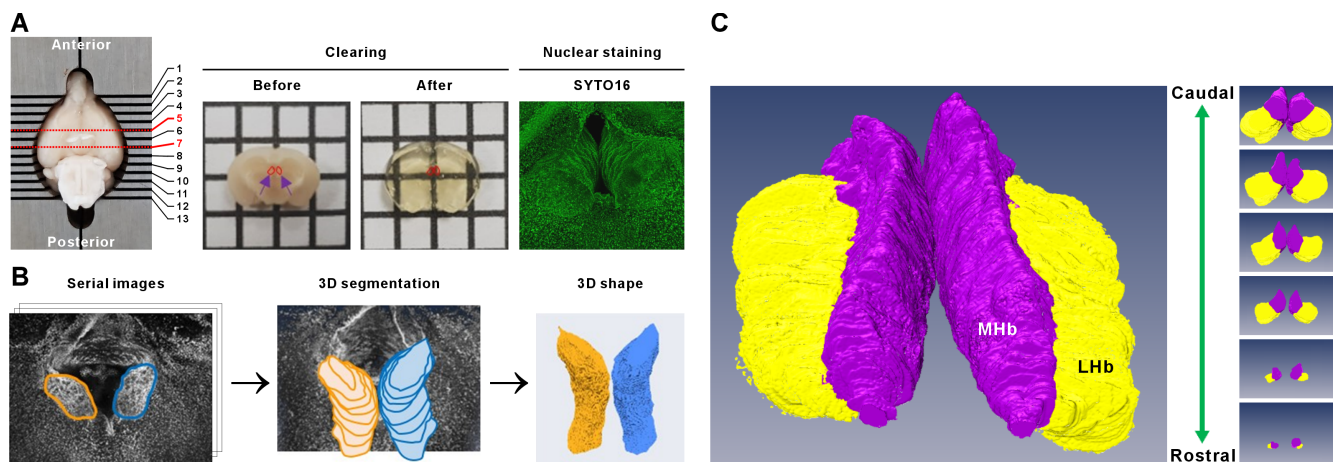 A
Anterior
1
2
3
4
5
6
7
8
9
10
11
12
13
Posterior
Clearing
Before
After
Nuclear staining
SYTO16
B
Serial images
3D segmentation
3D shape
C
MHb
LHb
Caudal
Rostral